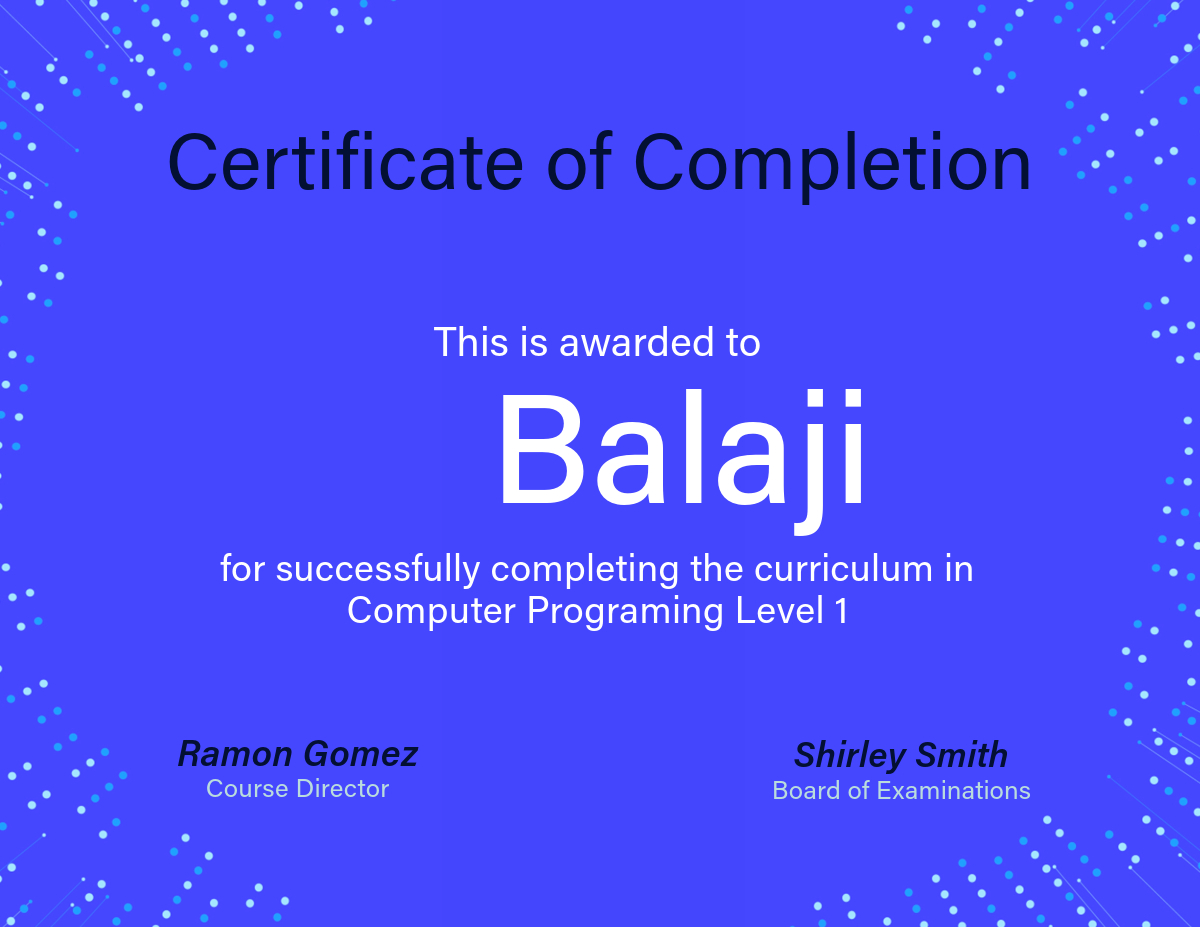 Certificate of Completion
This is awarded to
Balaji
for successfully completing the curriculum in
Computer Programing Level 1
Ramon Gomez
Course Director
Shirley Smith
Board of Examinations